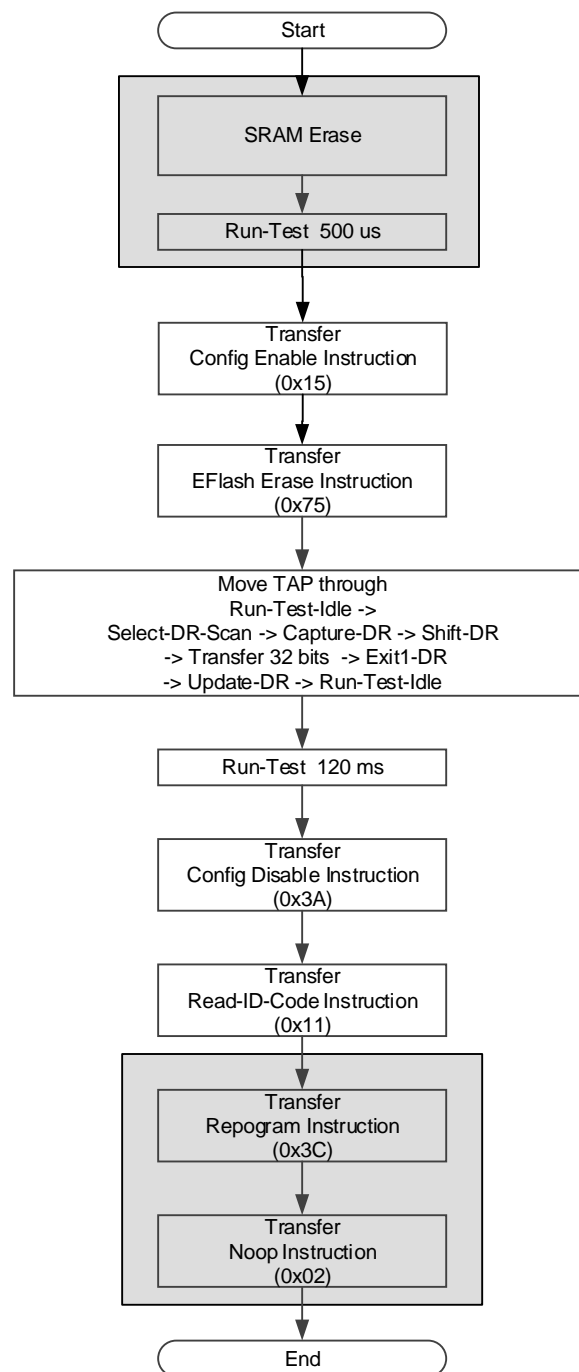 Start
SRAM Erase
Run-Test 500 us
Transfer
Config Enable Instruction
(0x15)
Transfer
EFlash Erase Instruction
(0x75)
Move TAP through
Run-Test-Idle ->
Select-DR-Scan -> Capture-DR -> Shift-DR
-> Transfer 32 bits -> Exit1-DR
-> Update-DR -> Run-Test-Idle
Run-Test 120 ms
Transfer
Config Disable Instruction
(0x3A)
Transfer
Read-ID-Code Instruction
(0x11)
Transfer
Repogram Instruction
(0x3C)
Transfer
Noop Instruction
(0x02)
End